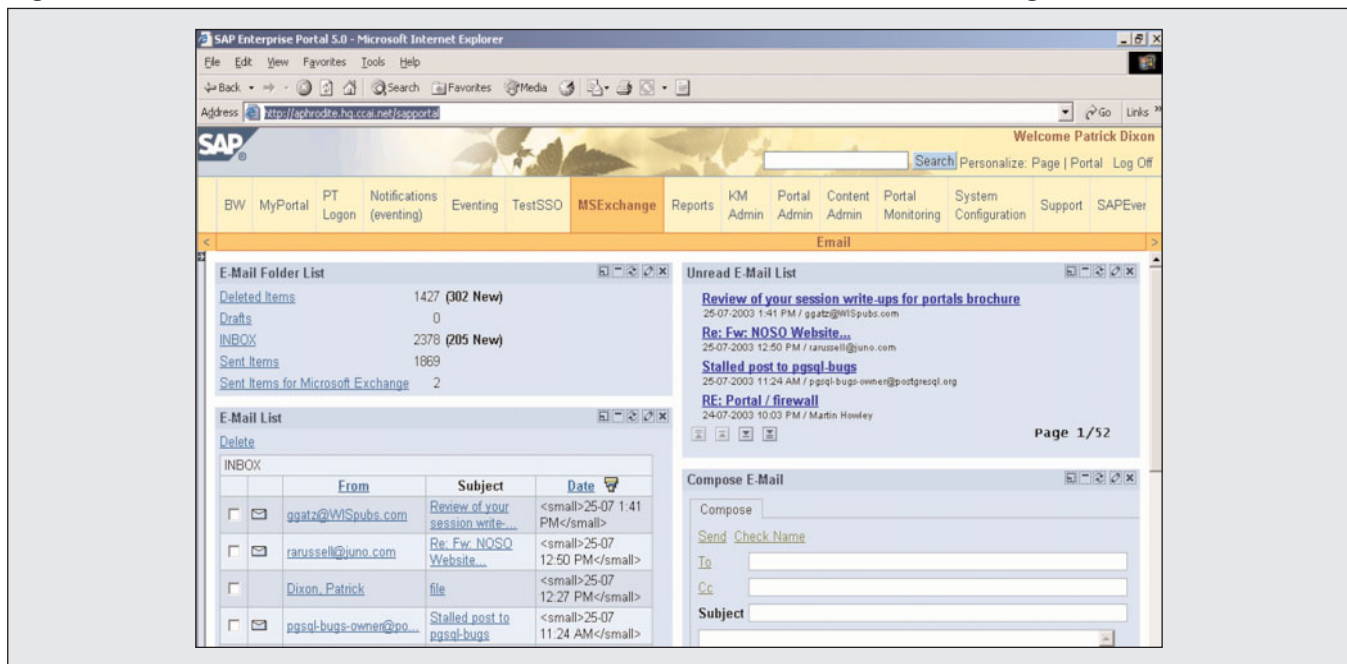 SAP Enterprise Portal 5.0 - Microsoft Internet Explorer
File Edit View Favorites Tools Help
Back Search Favorites Media
Address http://aphrodite.hq.ccai.net/sapportal Go Links »
SAP
Welcome Patrick Dixon
Search Personalize: Page | Portal Log Off
BW MyPortal PT Logon Notifications (eventing) Eventing TestSSO MSExchange Reports KM Admin Portal Admin Content Admin Portal Monitoring System Configuration Support SAPEver
< Email >
E-Mail Folder List
Deleted Items 1427 (302 New)
Drafts 0
INBOX 2378 (205 New)
Sent Items 1869
Sent Items for Microsoft Exchange 2
E-Mail List
Delete
INBOX
From Subject Date
ggatz@WISpubs.com Review of your session write-... <small>25-07 1:41 PM</small>
rarussell@juno.com Re: Fw: NOSO Website... <small>25-07 12:50 PM</small>
Dixon, Patrick file <small>25-07 12:27 PM</small>
pgsql-bugs-owner@po... Stalled post to pgsql-bugs <small>25-07 11:24 AM</small>
Unread E-Mail List
Review of your session write-ups for portals brochure
25-07-2003 1:41 PM / ggatz@WISpubs.com
Re: Fw: NOSO Website...
25-07-2003 12:50 PM / rarussell@juno.com
Stalled post to pgsql-bugs
25-07-2003 11:24 AM / pgsql-bugs-owner@postgresql.org
RE: Portal / firewall
24-07-2003 10:03 PM / Martin Howley
Page 1/52
Compose E-Mail
Compose
Send Check Name
To
Cc
Subject